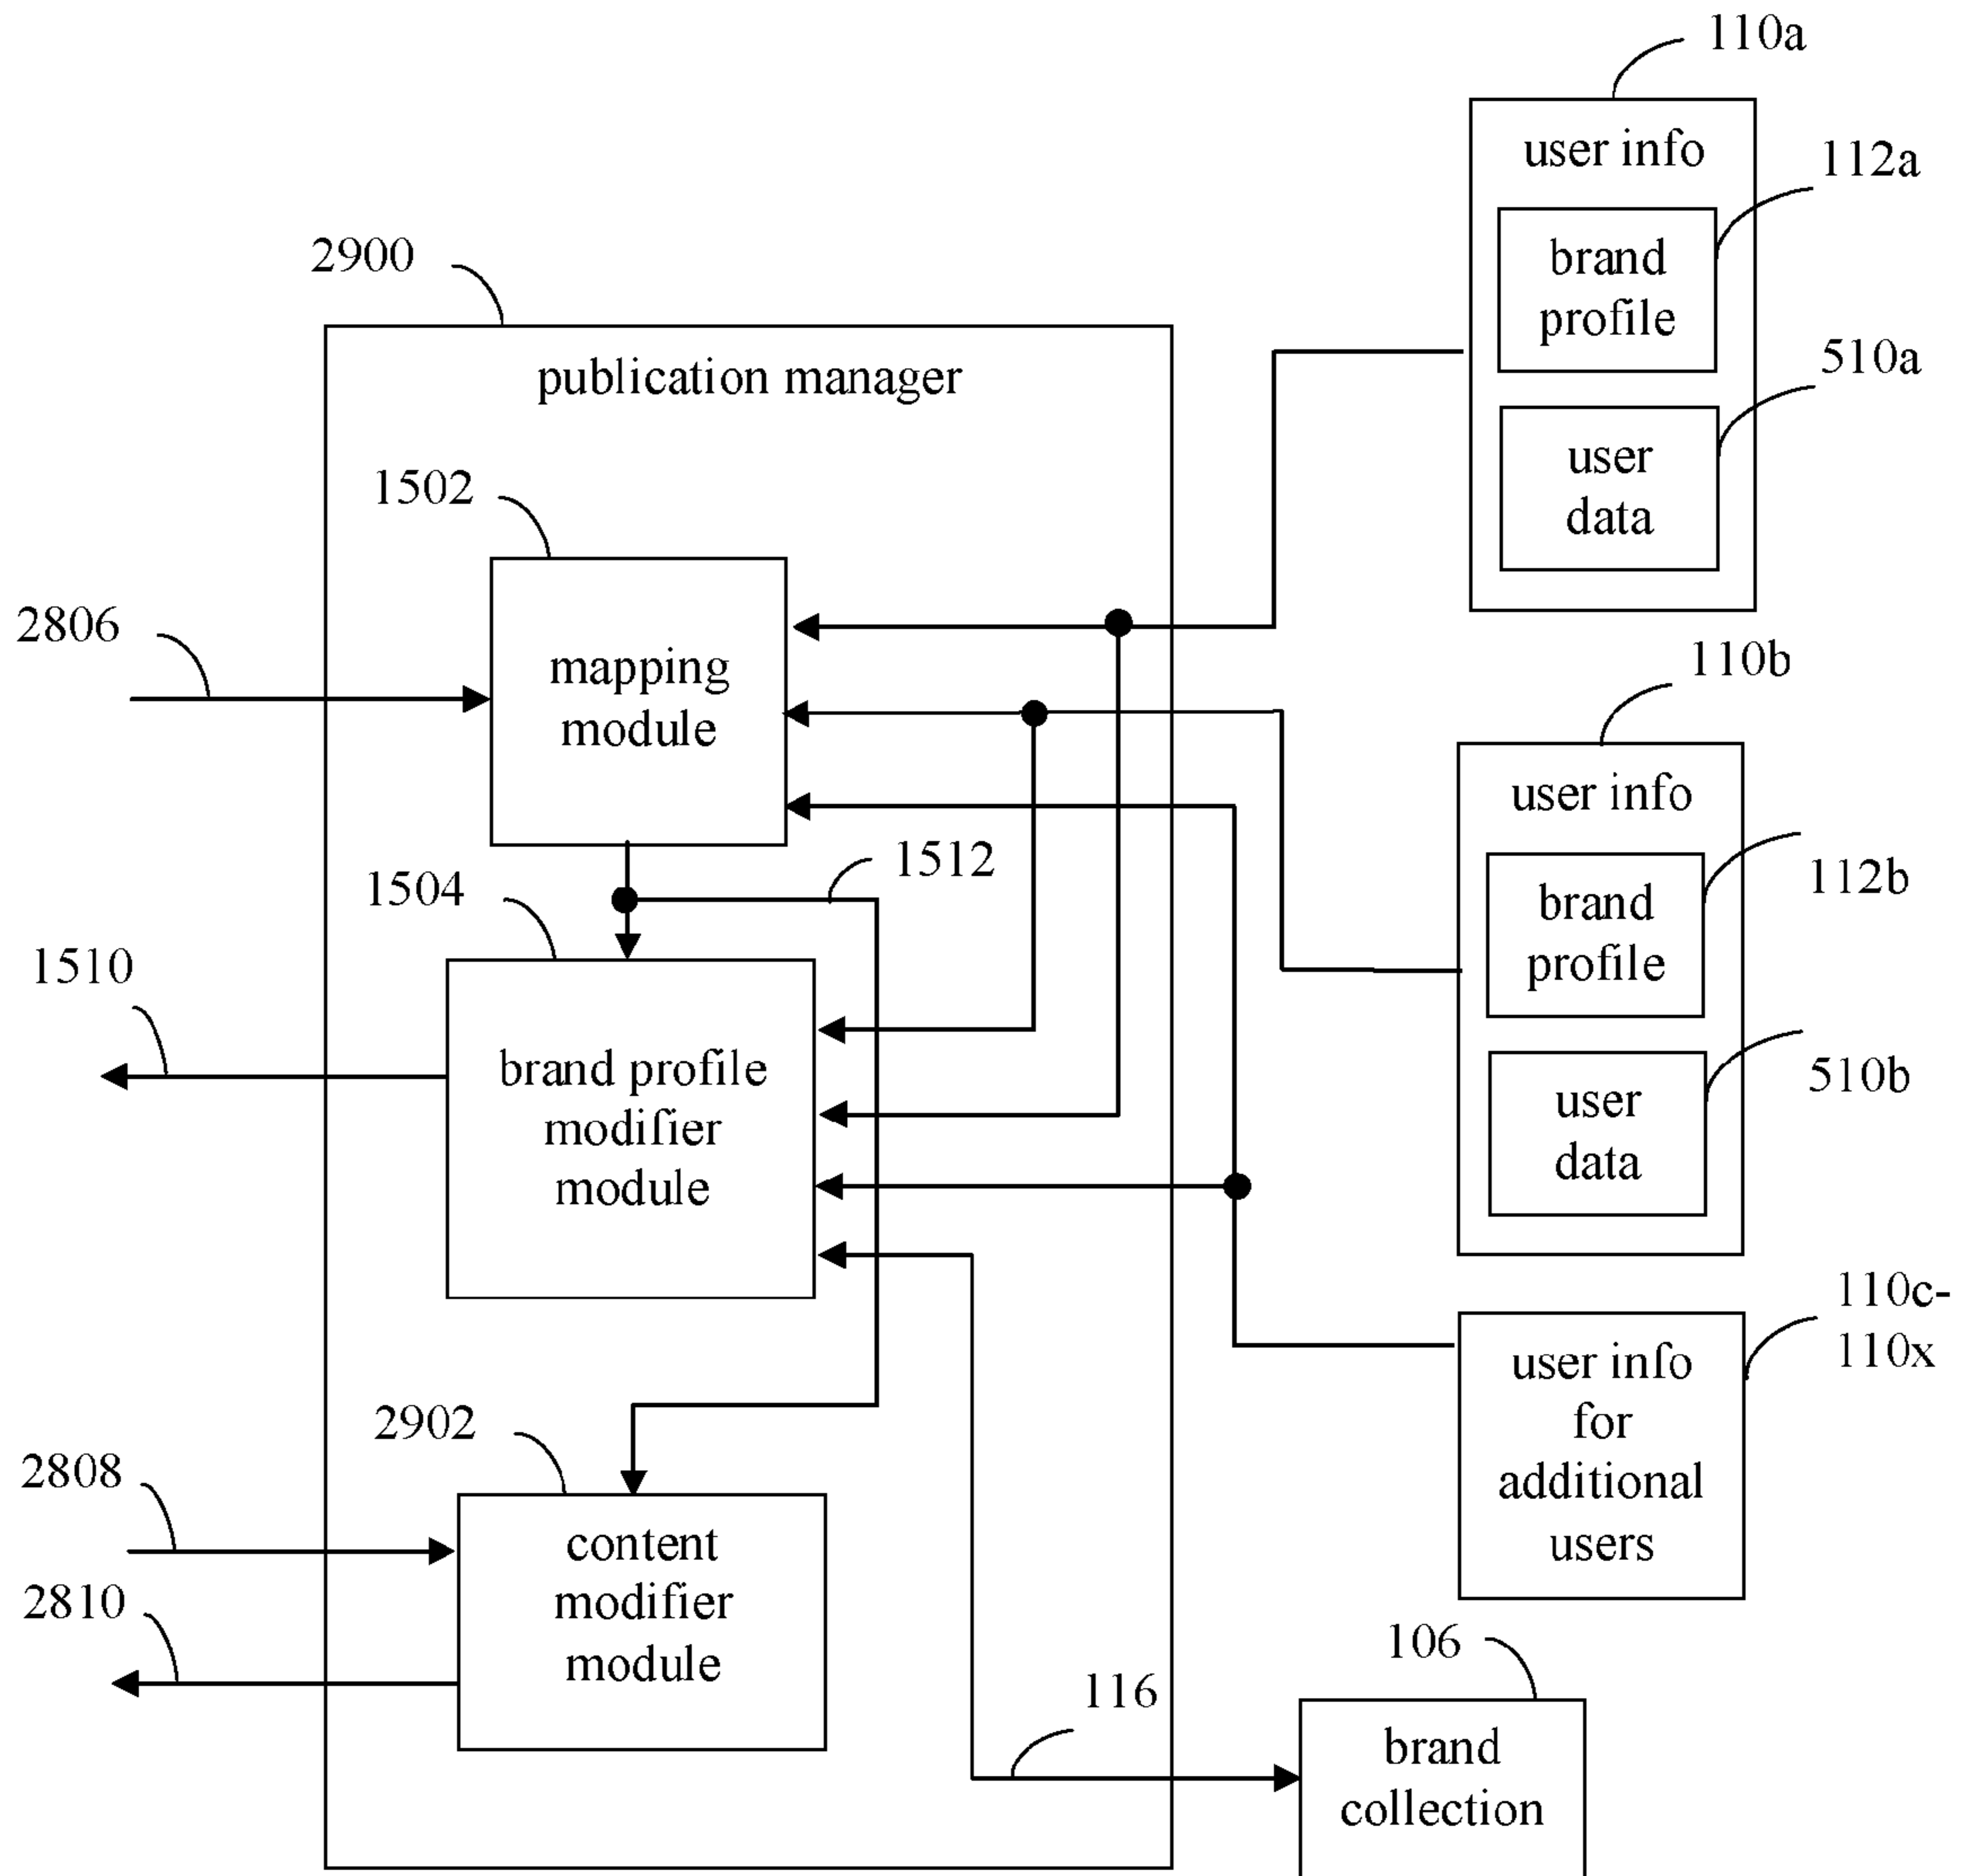 110a
user info
112a
brand
profile
510a
user
data
2900
publication manager
1502
2806
mapping
module
110b
user info
112b
brand
profile
510b
user
data
1512
1504
1510
brand profile
modifier
module
110c-
110x
user info
for
additional
users
2902
2808
content
modifier
module
2810
106
116
brand
collection